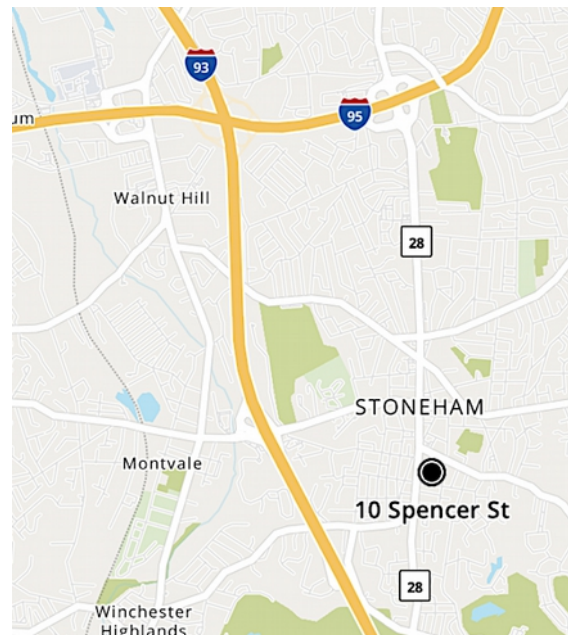 93
95
um
Walnut Hill
28
STONEHAM
Montvale
10 Spencer St
28
Winchester
Highlands